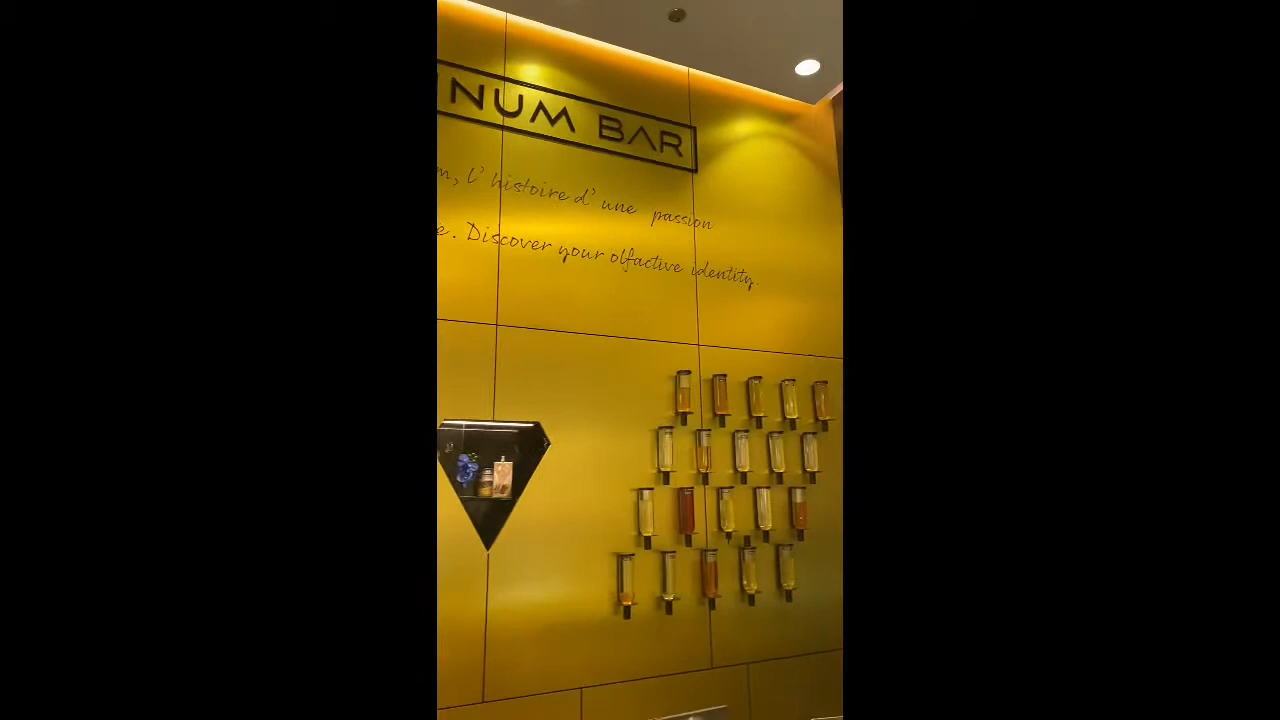 NUM BAR
l'histoire d'une passion
Discover your olfactive identity.